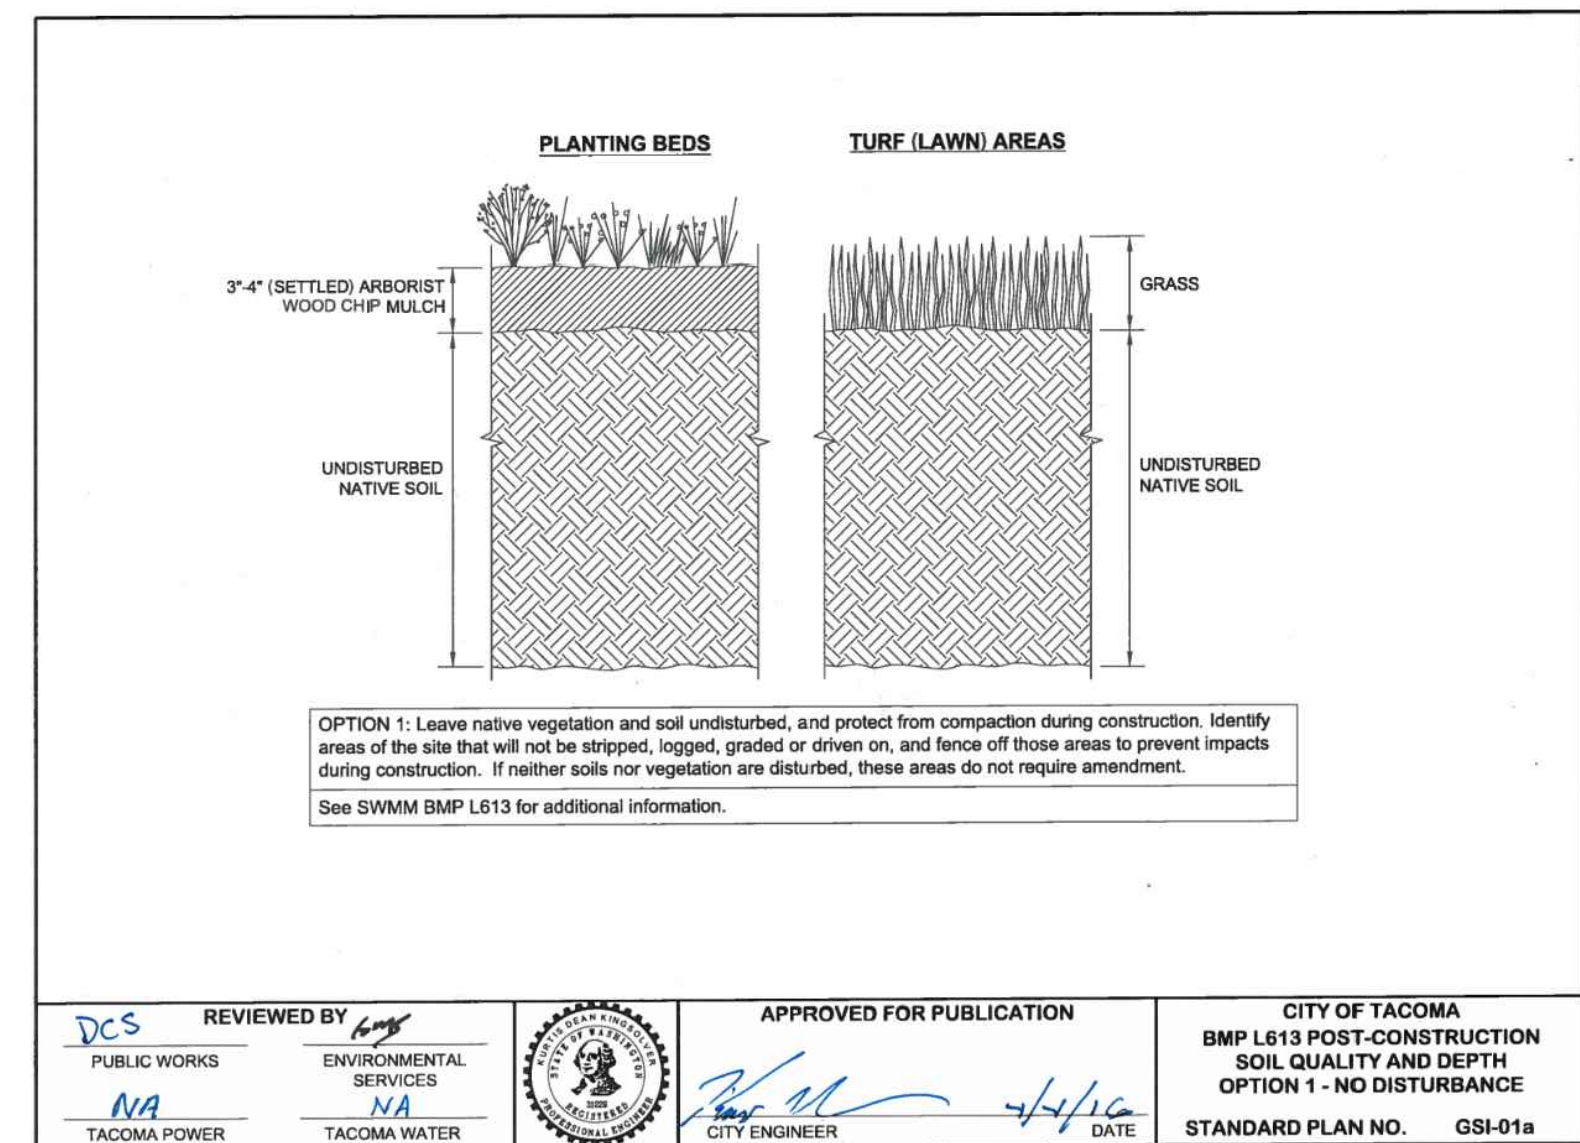 PLANTING BEDS
TURF (LAWN) AREAS
3"-4" (SETTLED) ARBORIST
WOOD CHIP MULCH
GRASS
UNDISTURBED
NATIVE SOIL
UNDISTURBED
NATIVE SOIL
OPTION 1: Leave native vegetation and soil undisturbed, and protect from compaction during construction. Identify
areas of the site that will not be stripped, logged, graded or driven on, and fence off those areas to prevent impacts
during construction. If neither soils nor vegetation are disturbed, these areas do not require amendment.
See SWMM BMP L613 for additional information.
REVIEWED BY
DCS
PUBLIC WORKS
ENVIRONMENTAL
SERVICES
NA
TACOMA POWER
NA
TACOMA WATER
KURTIS DEAN KINGSOLVER
STATE OF WASHINGTON
REGISTERED
PROFESSIONAL ENGINEER
APPROVED FOR PUBLICATION
CITY ENGINEER
DATE
CITY OF TACOMA
BMP L613 POST-CONSTRUCTION
SOIL QUALITY AND DEPTH
OPTION 1 - NO DISTURBANCE
STANDARD PLAN NO. GSI-01a